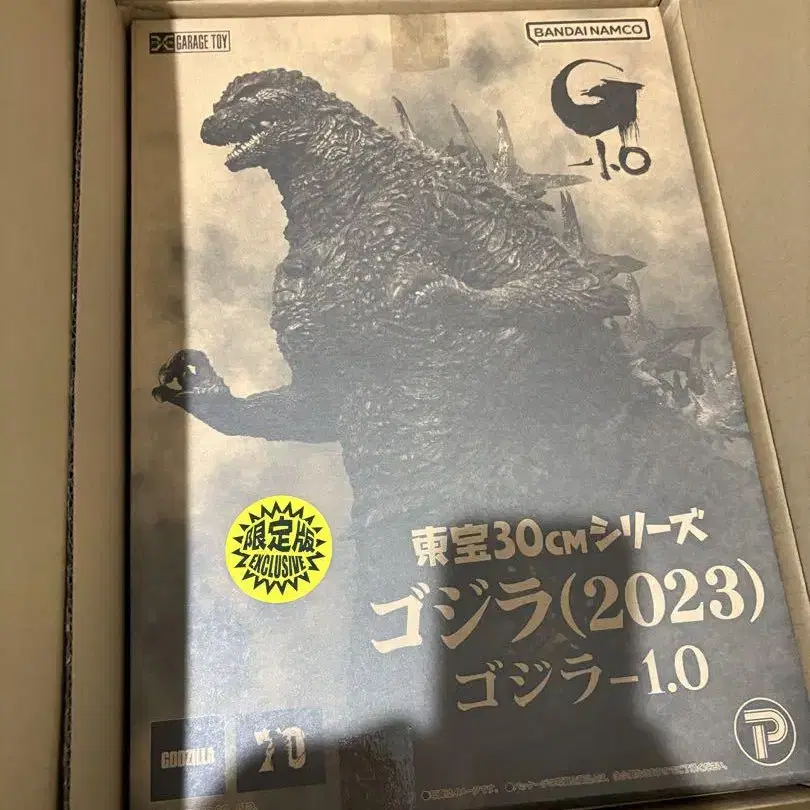 GARAGE TOY
BANDAI NAMCO
G
-1.0
限定版
EXCLUSIVE
東宝30CMシリーズ
ゴジラ(2023)
ゴジラ-1.0
GODZILLA
70
P